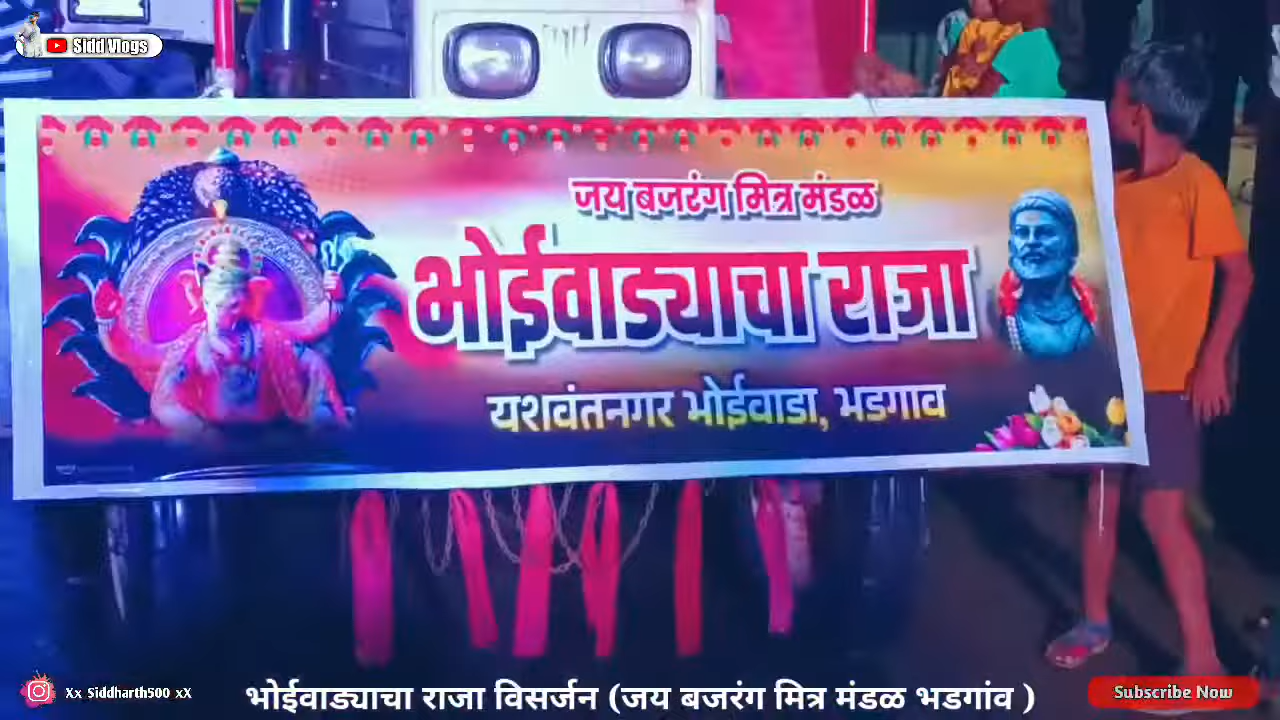 Sidd Vlogs
जय बजरंग मित्र मंडळ
भोईवाड्याचा राजा
यशवंतनगर भोईवाडा, भडगाव
Xx Siddharth500 xX
भोईवाड्याचा राजा विसर्जन (जय बजरंग मित्र मंडळ भडगांव )
Subscribe Now